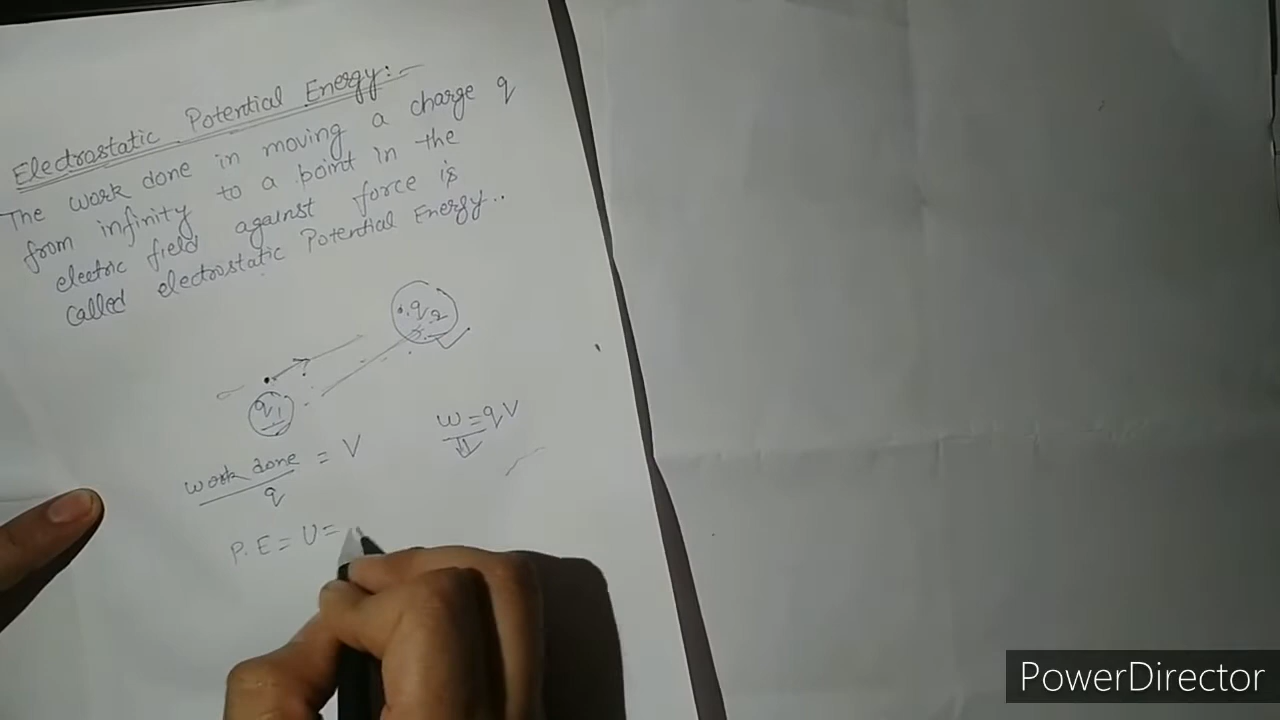 Electrostatic Potential Energy:-
The work done in moving a charge q
from infinity to a point in the
electric field against force is
called electrostatic Potential Energy..
q2
q1
work done / q = V
w = qV
P.E = U =
PowerDirector